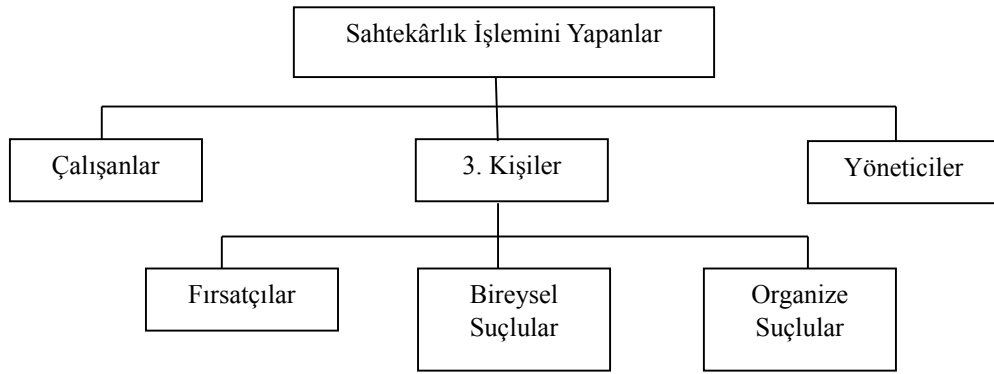 Sahtekârlık İşlemini Yapanlar
Çalışanlar
3. Kişiler
Yöneticiler
Fırsatçılar
Bireysel
Suçlular
Organize
Suçlular